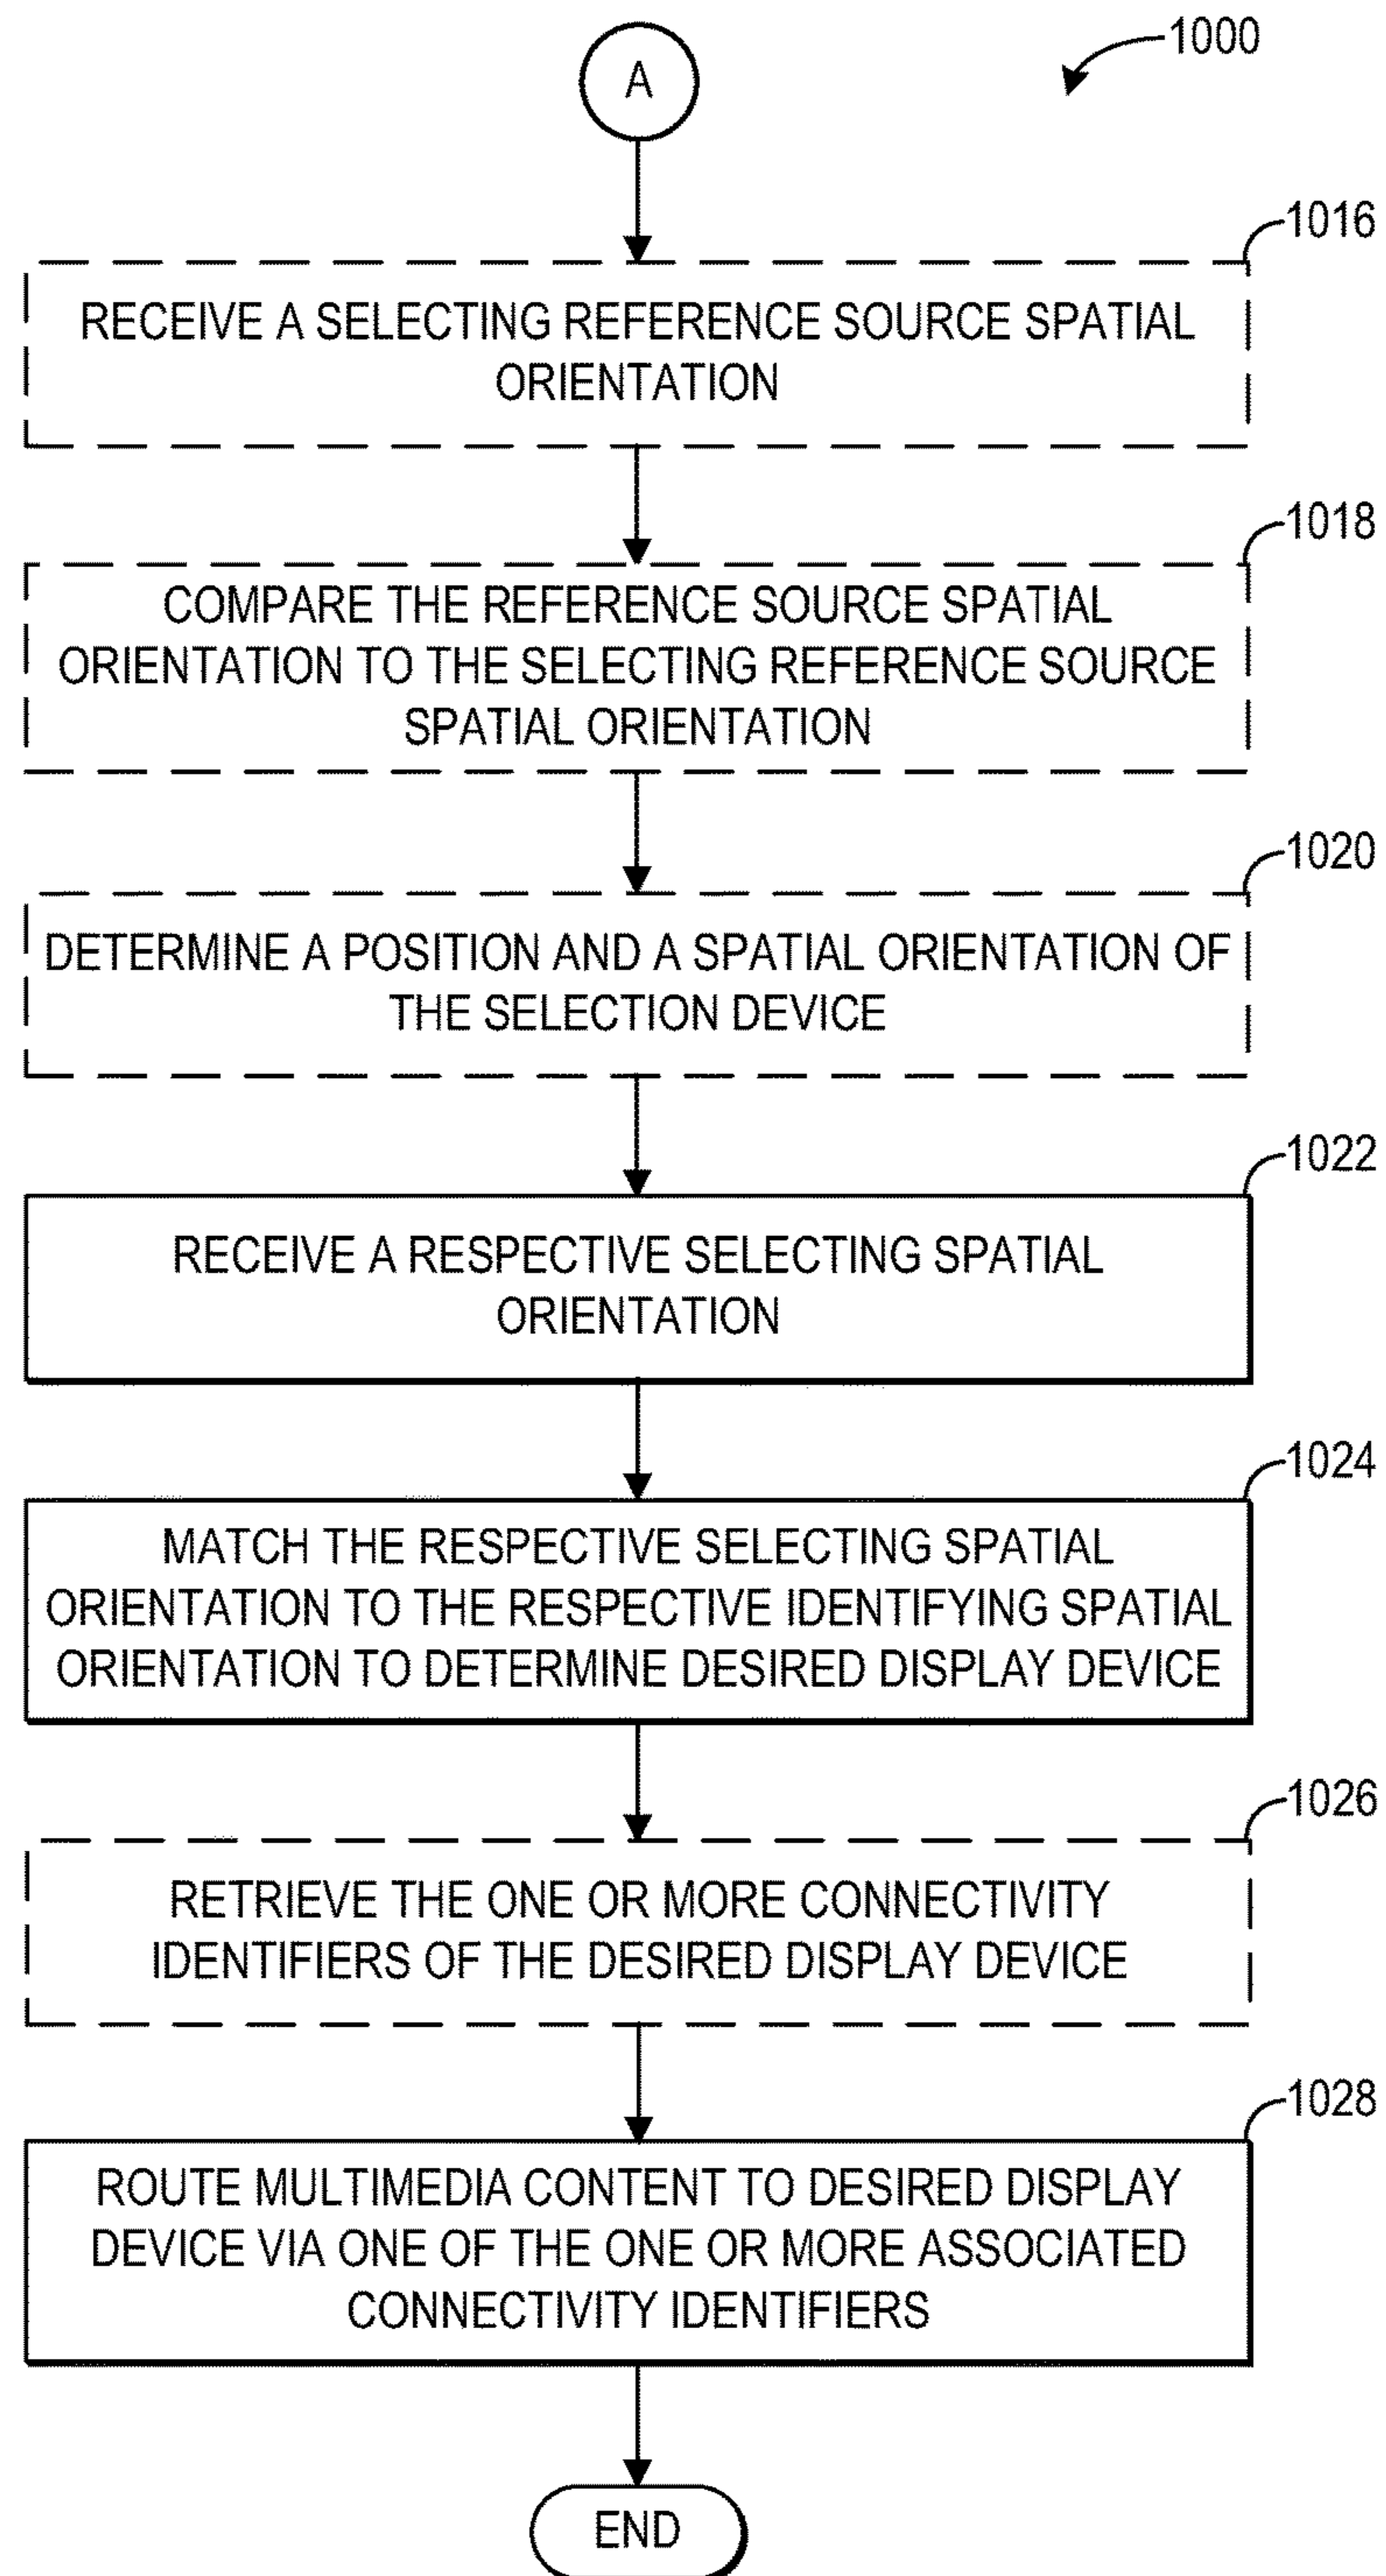 A
1000
1016
RECEIVE A SELECTING REFERENCE SOURCE SPATIAL
ORIENTATION
1018
COMPARE THE REFERENCE SOURCE SPATIAL
ORIENTATION TO THE SELECTING REFERENCE SOURCE
SPATIAL ORIENTATION
1020
DETERMINE A POSITION AND A SPATIAL ORIENTATION OF
THE SELECTION DEVICE
1022
RECEIVE A RESPECTIVE SELECTING SPATIAL
ORIENTATION
1024
MATCH THE RESPECTIVE SELECTING SPATIAL
ORIENTATION TO THE RESPECTIVE IDENTIFYING SPATIAL
ORIENTATION TO DETERMINE DESIRED DISPLAY DEVICE
1026
RETRIEVE THE ONE OR MORE CONNECTIVITY
IDENTIFIERS OF THE DESIRED DISPLAY DEVICE
1028
ROUTE MULTIMEDIA CONTENT TO DESIRED DISPLAY
DEVICE VIA ONE OF THE ONE OR MORE ASSOCIATED
CONNECTIVITY IDENTIFIERS
END